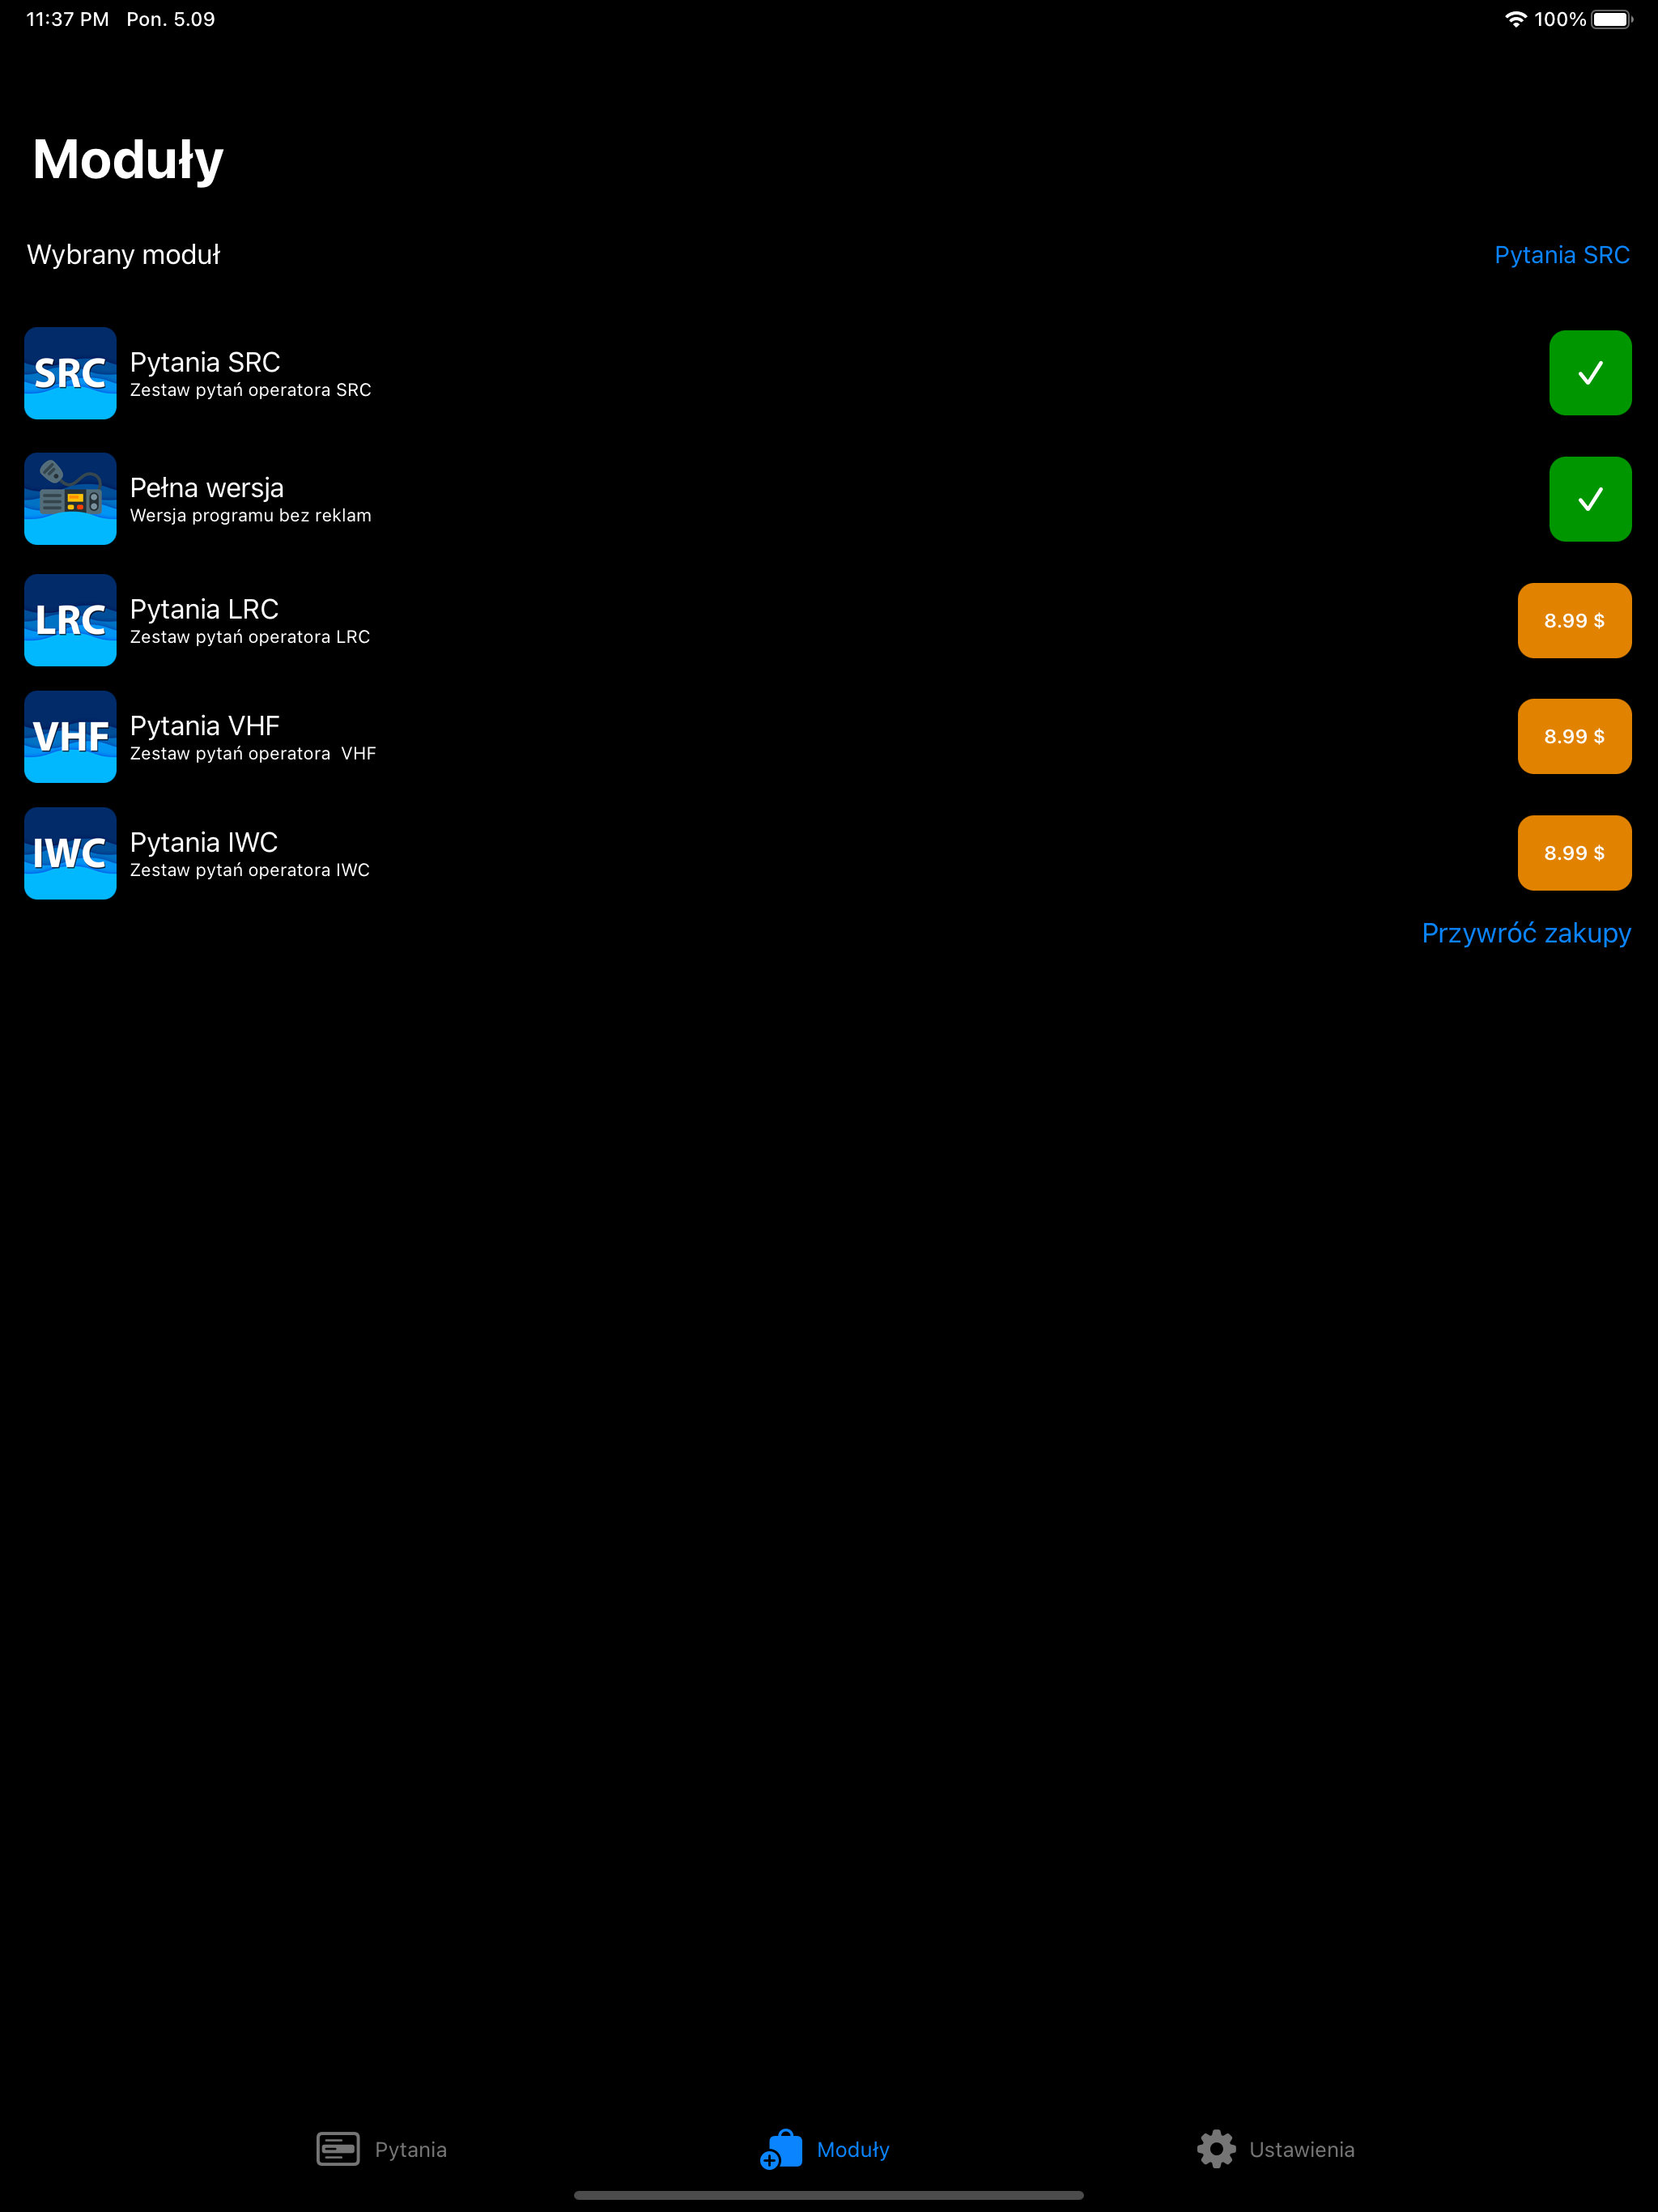 11:37 PM Pon. 5.09 100%
Moduły
Wybrany moduł Pytania SRC
SRC
Pytania SRC
Zestaw pytań operatora SRC
Pełna wersja
Wersja programu bez reklam
LRC
Pytania LRC
Zestaw pytań operatora LRC
8.99 $
VHF
Pytania VHF
Zestaw pytań operatora VHF
8.99 $
IWC
Pytania IWC
Zestaw pytań operatora IWC
8.99 $
Przywróć zakupy
Pytania Moduły Ustawienia